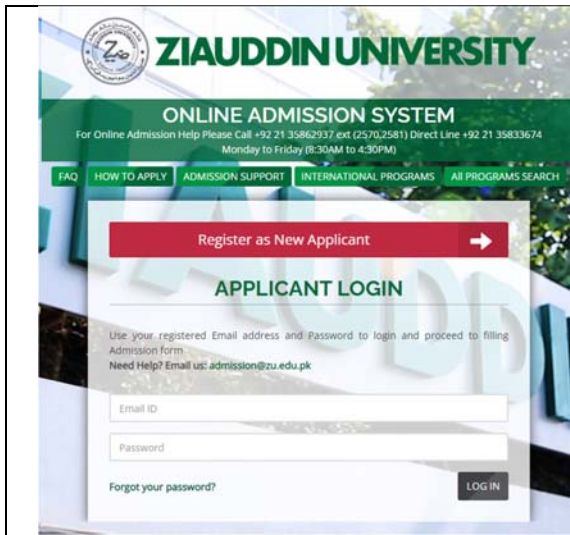 ZIAUDDIN UNIVERSITY
ONLINE ADMISSION SYSTEM
For Online Admission Help Please Call +92 21 35862937 ext (2570,2581) Direct Line +92 21 35833674
Monday to Friday (8:30AM to 4:30PM)
FAQ HOW TO APPLY ADMISSION SUPPORT INTERNATIONAL PROGRAMS All PROGRAMS SEARCH
Register as New Applicant
APPLICANT LOGIN
Use your registered Email address and Password to login and proceed to filling
Admission form
Need Help? Email us: admission@zu.edu.pk
Email ID
Password
Forgot your password?
LOG IN